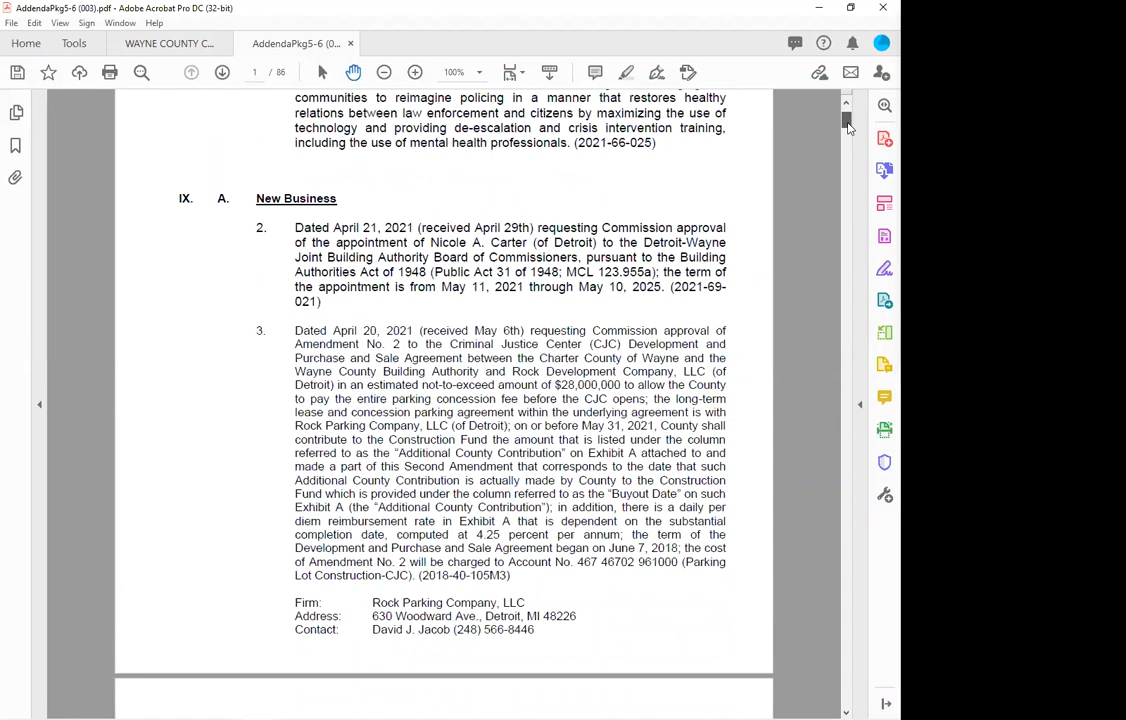 AddendaPkg5-6 (003).pdf - Adobe Acrobat Pro DC (32-bit)
File Edit View Sign Window Help
Home Tools WAYNE COUNTY C... AddendaPkg5-6 (0... ×
1 / 86 100%
communities to reimagine policing in a manner that restores healthy
relations between law enforcement and citizens by maximizing the use of
technology and providing de-escalation and crisis intervention training,
including the use of mental health professionals. (2021-66-025)
IX. A. New Business
2. Dated April 21, 2021 (received April 29th) requesting Commission approval
of the appointment of Nicole A. Carter (of Detroit) to the Detroit-Wayne
Joint Building Authority Board of Commissioners, pursuant to the Building
Authorities Act of 1948 (Public Act 31 of 1948; MCL 123.955a); the term of
the appointment is from May 11, 2021 through May 10, 2025. (2021-69-
021)
3. Dated April 20, 2021 (received May 6th) requesting Commission approval of
Amendment No. 2 to the Criminal Justice Center (CJC) Development and
Purchase and Sale Agreement between the Charter County of Wayne and the
Wayne County Building Authority and Rock Development Company, LLC (of
Detroit) in an estimated not-to-exceed amount of $28,000,000 to allow the County
to pay the entire parking concession fee before the CJC opens; the long-term
lease and concession parking agreement within the underlying agreement is with
Rock Parking Company, LLC (of Detroit); on or before May 31, 2021, County shall
contribute to the Construction Fund the amount that is listed under the column
referred to as the “Additional County Contribution” on Exhibit A attached to and
made a part of this Second Amendment that corresponds to the date that such
Additional County Contribution is actually made by County to the Construction
Fund which is provided under the column referred to as the “Buyout Date” on such
Exhibit A (the “Additional County Contribution”); in addition, there is a daily per
diem reimbursement rate in Exhibit A that is dependent on the substantial
completion date, computed at 4.25 percent per annum; the term of the
Development and Purchase and Sale Agreement began on June 7, 2018; the cost
of Amendment No. 2 will be charged to Account No. 467 46702 961000 (Parking
Lot Construction-CJC). (2018-40-105M3)
Firm: Rock Parking Company, LLC
Address: 630 Woodward Ave., Detroit, MI 48226
Contact: David J. Jacob (248) 566-8446